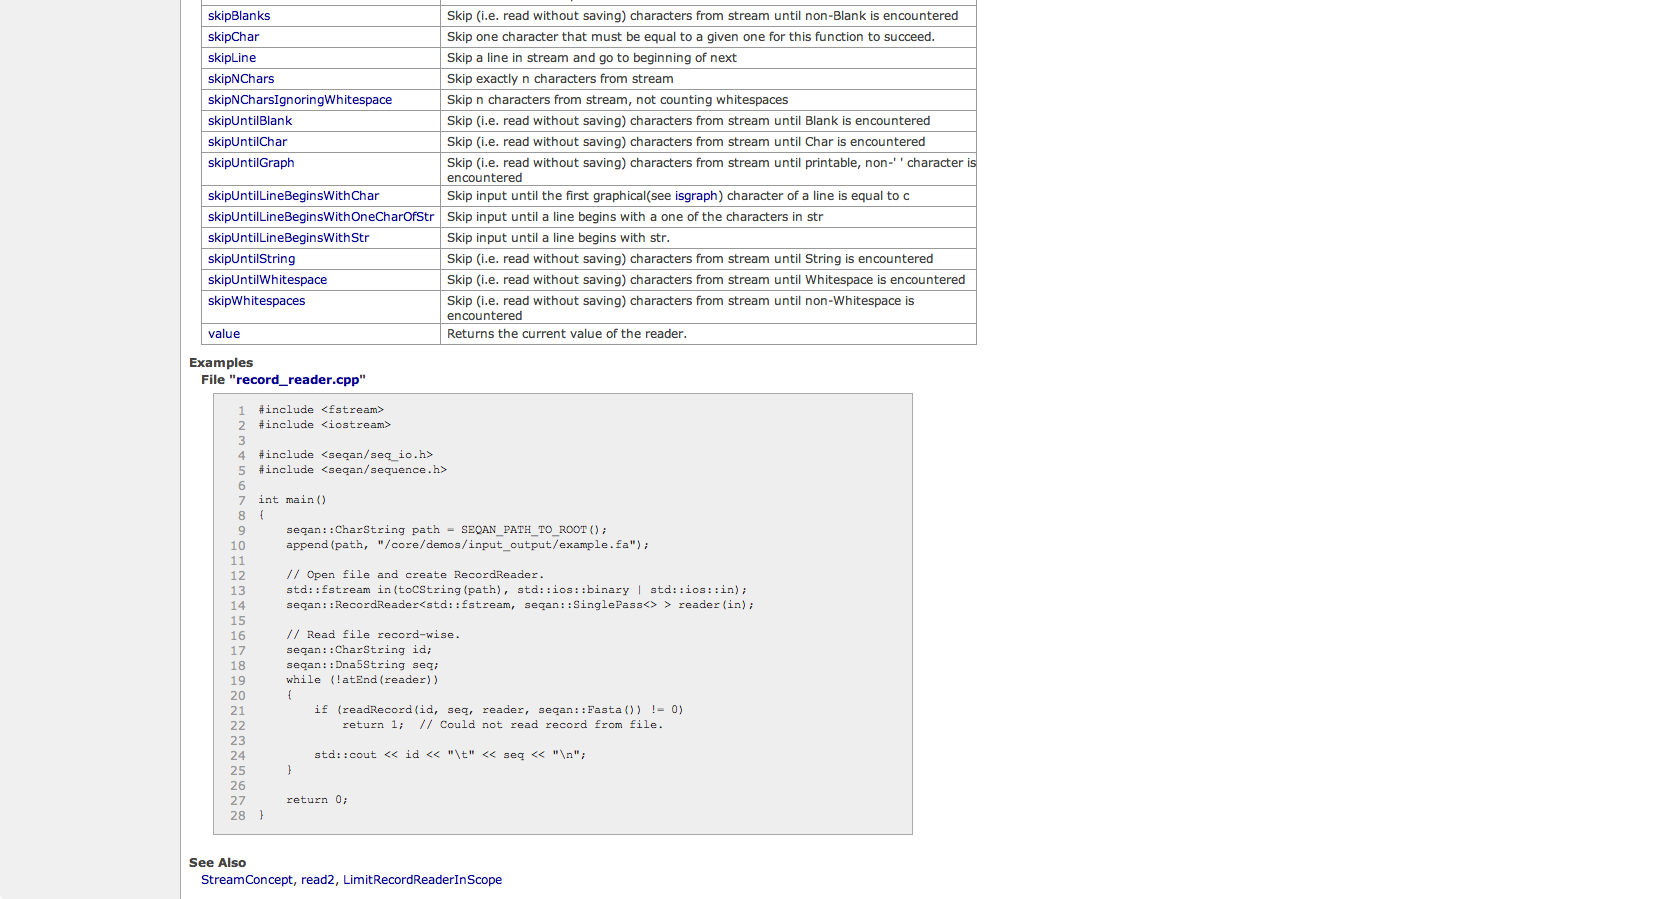 skipBlanks Skip (i.e. read without saving) characters from stream until non-Blank is encountered
skipChar Skip one character that must be equal to a given one for this function to succeed.
skipLine Skip a line in stream and go to beginning of next
skipNChars Skip exactly n characters from stream
skipNCharsIgnoringWhitespace Skip n characters from stream, not counting whitespaces
skipUntilBlank Skip (i.e. read without saving) characters from stream until Blank is encountered
skipUntilChar Skip (i.e. read without saving) characters from stream until Char is encountered
skipUntilGraph Skip (i.e. read without saving) characters from stream until printable, non-' ' character is
encountered
skipUntilLineBeginsWithChar Skip input until the first graphical(see isgraph) character of a line is equal to c
skipUntilLineBeginsWithOneCharOfStr Skip input until a line begins with a one of the characters in str
skipUntilLineBeginsWithStr Skip input until a line begins with str.
skipUntilString Skip (i.e. read without saving) characters from stream until String is encountered
skipUntilWhitespace Skip (i.e. read without saving) characters from stream until Whitespace is encountered
skipWhitespaces Skip (i.e. read without saving) characters from stream until non-Whitespace is
encountered
value Returns the current value of the reader.
Examples
File "record_reader.cpp"
1 #include <fstream>
2 #include <iostream>
3
4 #include <seqan/seq_io.h>
5 #include <seqan/sequence.h>
6
7 int main()
8 {
9     seqan::CharString path = SEQAN_PATH_TO_ROOT();
10     append(path, "/core/demos/input_output/example.fa");
11
12     // Open file and create RecordReader.
13     std::fstream in(toCString(path), std::ios::binary | std::ios::in);
14     seqan::RecordReader<std::fstream, seqan::SinglePass<> > reader(in);
15
16     // Read file record-wise.
17     seqan::CharString id;
18     seqan::Dna5String seq;
19     while (!atEnd(reader))
20     {
21         if (readRecord(id, seq, reader, seqan::Fasta()) != 0)
22             return 1;  // Could not read record from file.
23
24         std::cout << id << "\t" << seq << "\n";
25     }
26
27     return 0;
28 }
See Also
StreamConcept, read2, LimitRecordReaderInScope